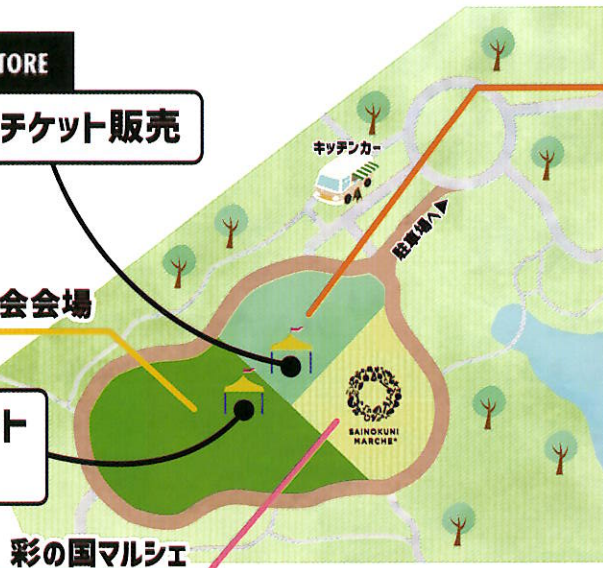 TORE
チケット販売
キッチンカー
駐車場へ▶
会会場
SAINOKUNI
MARCHE®
ト
彩の国マルシェ